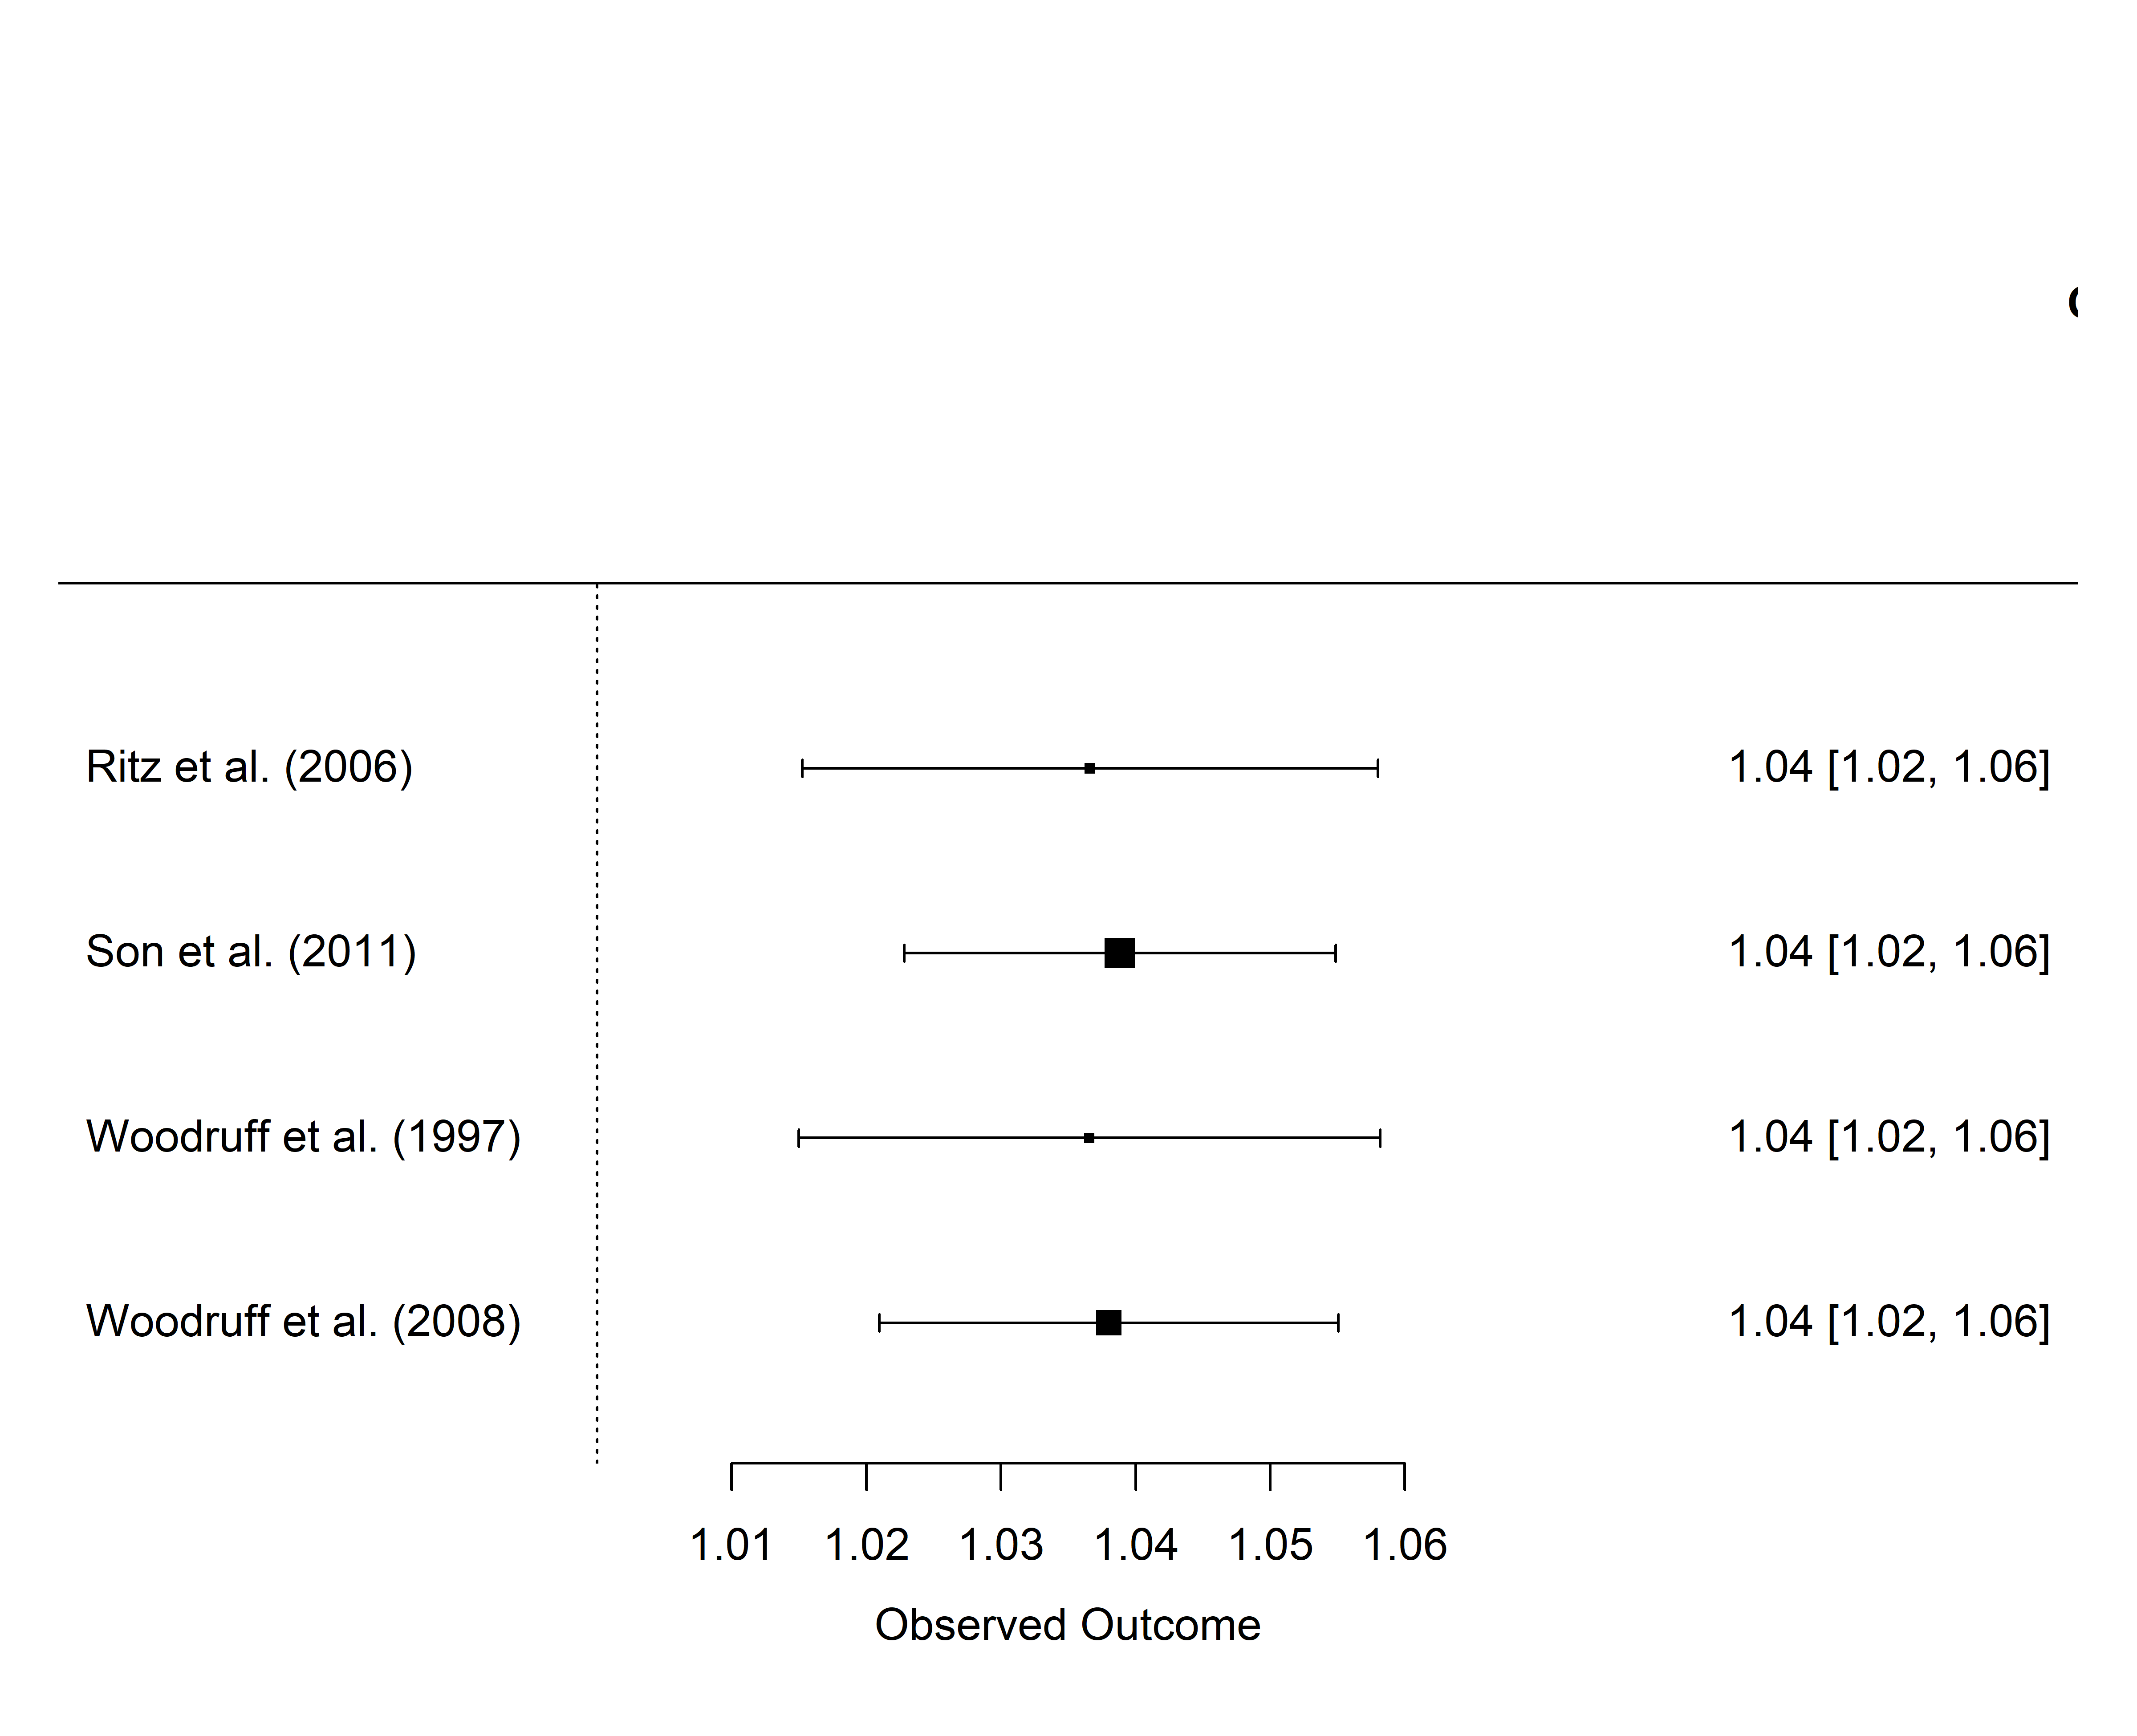 Ritz et al. (2006) 1.04 [1.02, 1.06]
Son et al. (2011) 1.04 [1.02, 1.06]
Woodruff et al. (1997) 1.04 [1.02, 1.06]
Woodruff et al. (2008) 1.04 [1.02, 1.06]
1.01 1.02 1.03 1.04 1.05 1.06
Observed Outcome